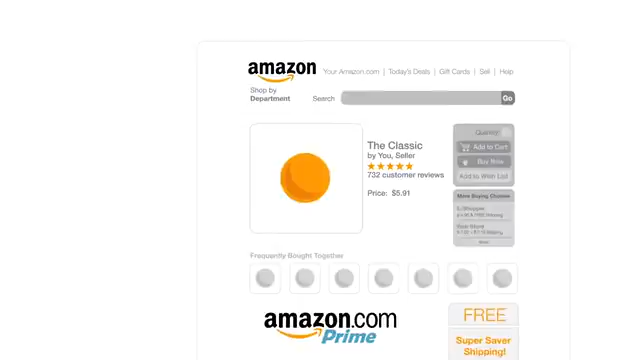 amazon
Your Amazon.com | Today's Deals | Gift Cards | Sell | Help
Shop by
Department
Search
Go
The Classic
by You, Seller
732 customer reviews
Price: $5.91
Quantity:
Add to Cart
Buy Now
Add to Wish List
More Buying Choices
Frequently Bought Together
amazon.com
Prime
FREE
Super Saver
Shipping!